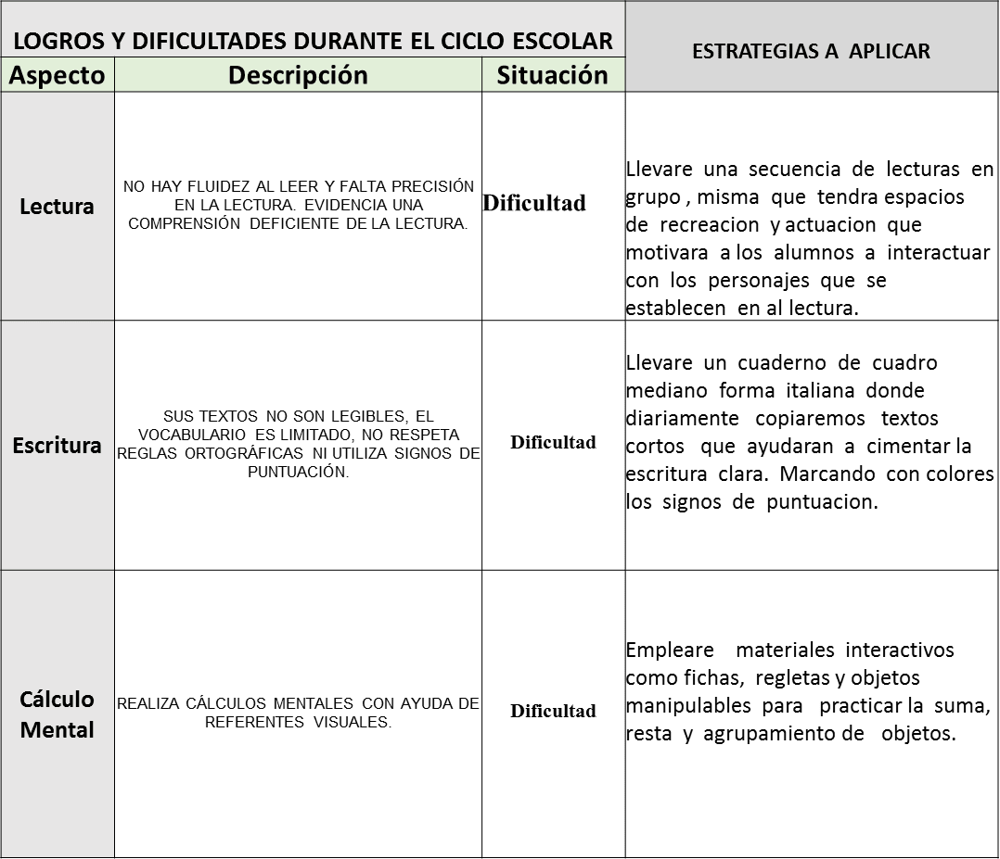 LOGROS Y DIFICULTADES DURANTE EL CICLO ESCOLAR
ESTRATEGIAS A APLICAR
Aspecto
Descripción
Situación
Lectura
NO HAY FLUIDEZ AL LEER Y FALTA PRECISIÓN
EN LA LECTURA. EVIDENCIA UNA
COMPRENSIÓN DEFICIENTE DE LA LECTURA.
Dificultad
Llevare una secuencia de lecturas en
grupo , misma que tendra espacios
de recreacion y actuacion que
motivara a los alumnos a interactuar
con los personajes que se
establecen en al lectura.
Escritura
SUS TEXTOS NO SON LEGIBLES, EL
VOCABULARIO ES LIMITADO, NO RESPETA
REGLAS ORTOGRÁFICAS NI UTILIZA SIGNOS DE
PUNTUACIÓN.
Dificultad
Llevare un cuaderno de cuadro
mediano forma italiana donde
diariamente copiaremos textos
cortos que ayudaran a cimentar la
escritura clara. Marcando con colores
los signos de puntuacion.
Cálculo
Mental
REALIZA CÁLCULOS MENTALES CON AYUDA DE
REFERENTES VISUALES.
Dificultad
Empleare materiales interactivos
como fichas, regletas y objetos
manipulables para practicar la suma,
resta y agrupamiento de objetos.